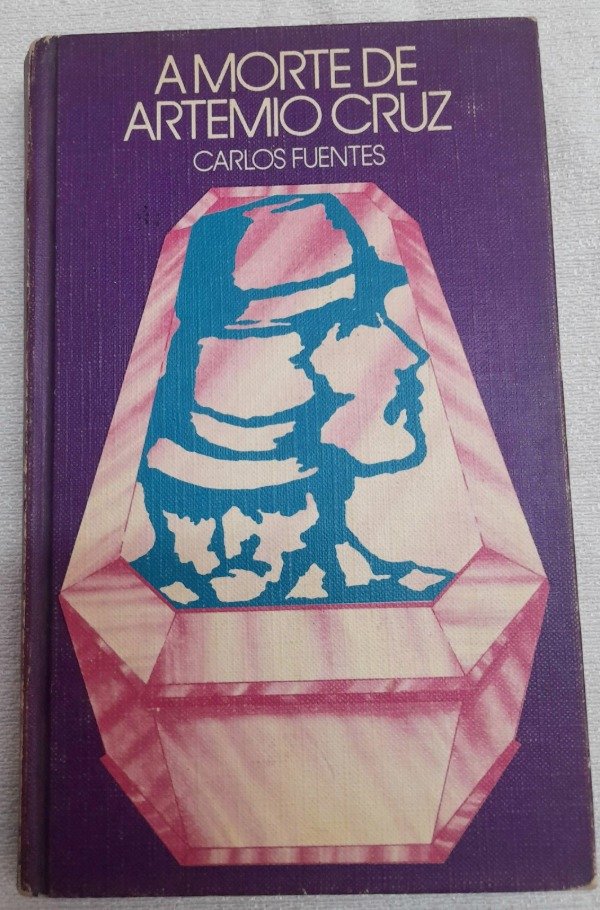 A MORTE DE
ARTEMIO CRUZ
CARLOS FUENTES